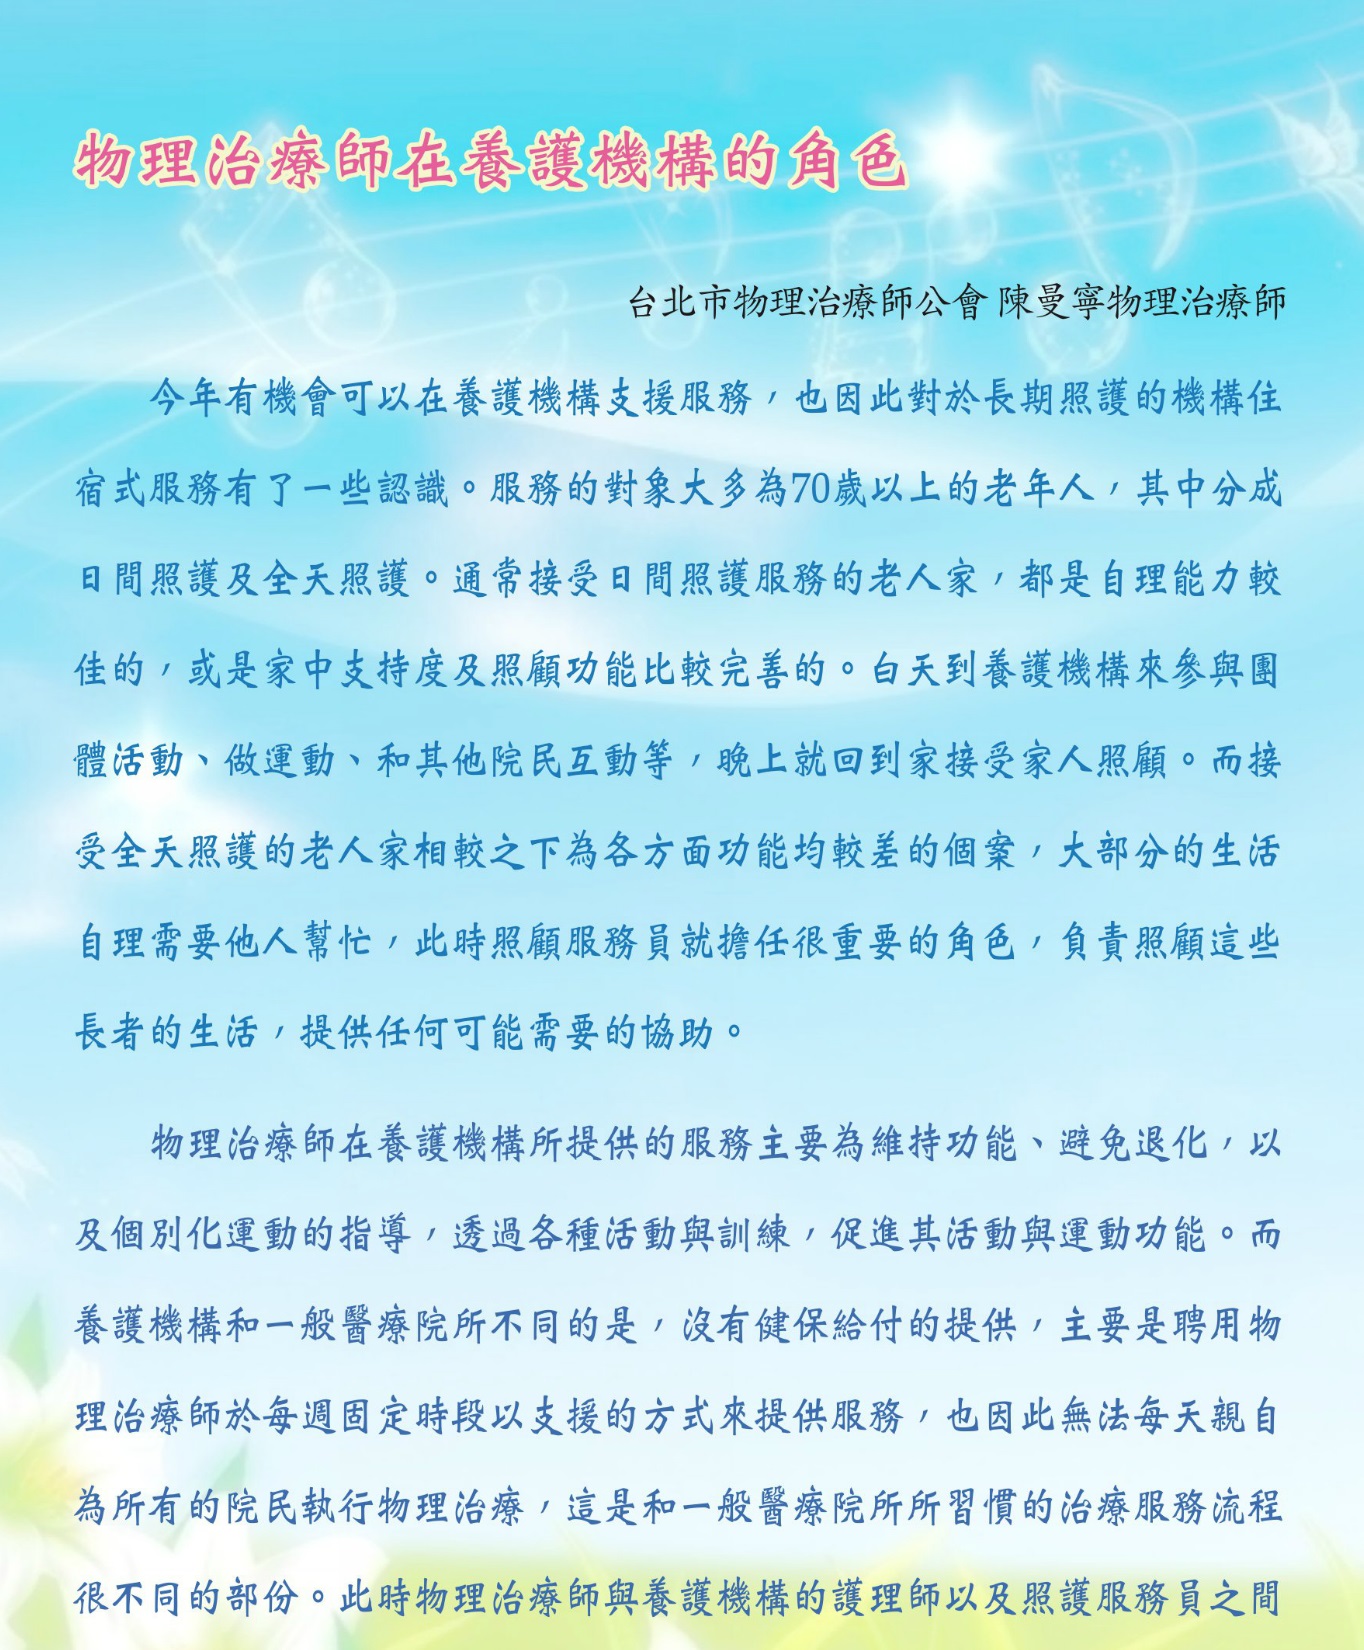 物理治療師在養護機構的角色
台北市物理治療師公會 陳曼寧物理治療師
今年有機會可以在養護機構支援服務，也因此對於長期照護的機構住
宿式服務有了一些認識。服務的對象大多為70歲以上的老年人，其中分成
日間照護及全天照護。通常接受日間照護服務的老人家，都是自理能力較
佳的，或是家中支持度及照顧功能比較完善的。白天到養護機構來參與團
體活動、做運動、和其他院民互動等，晚上就回到家接受家人照顧。而接
受全天照護的老人家相較之下為各方面功能均較差的個案，大部分的生活
自理需要他人幫忙，此時照顧服務員就擔任很重要的角色，負責照顧這些
長者的生活，提供任何可能需要的協助。
物理治療師在養護機構所提供的服務主要為維持功能、避免退化，以
及個別化運動的指導，透過各種活動與訓練，促進其活動與運動功能。而
養護機構和一般醫療院所不同的是，沒有健保給付的提供，主要是聘用物
理治療師於每週固定時段以支援的方式來提供服務，也因此無法每天親自
為所有的院民執行物理治療，這是和一般醫療院所所習慣的治療服務流程
很不同的部份。此時物理治療師與養護機構的護理師以及照護服務員之間